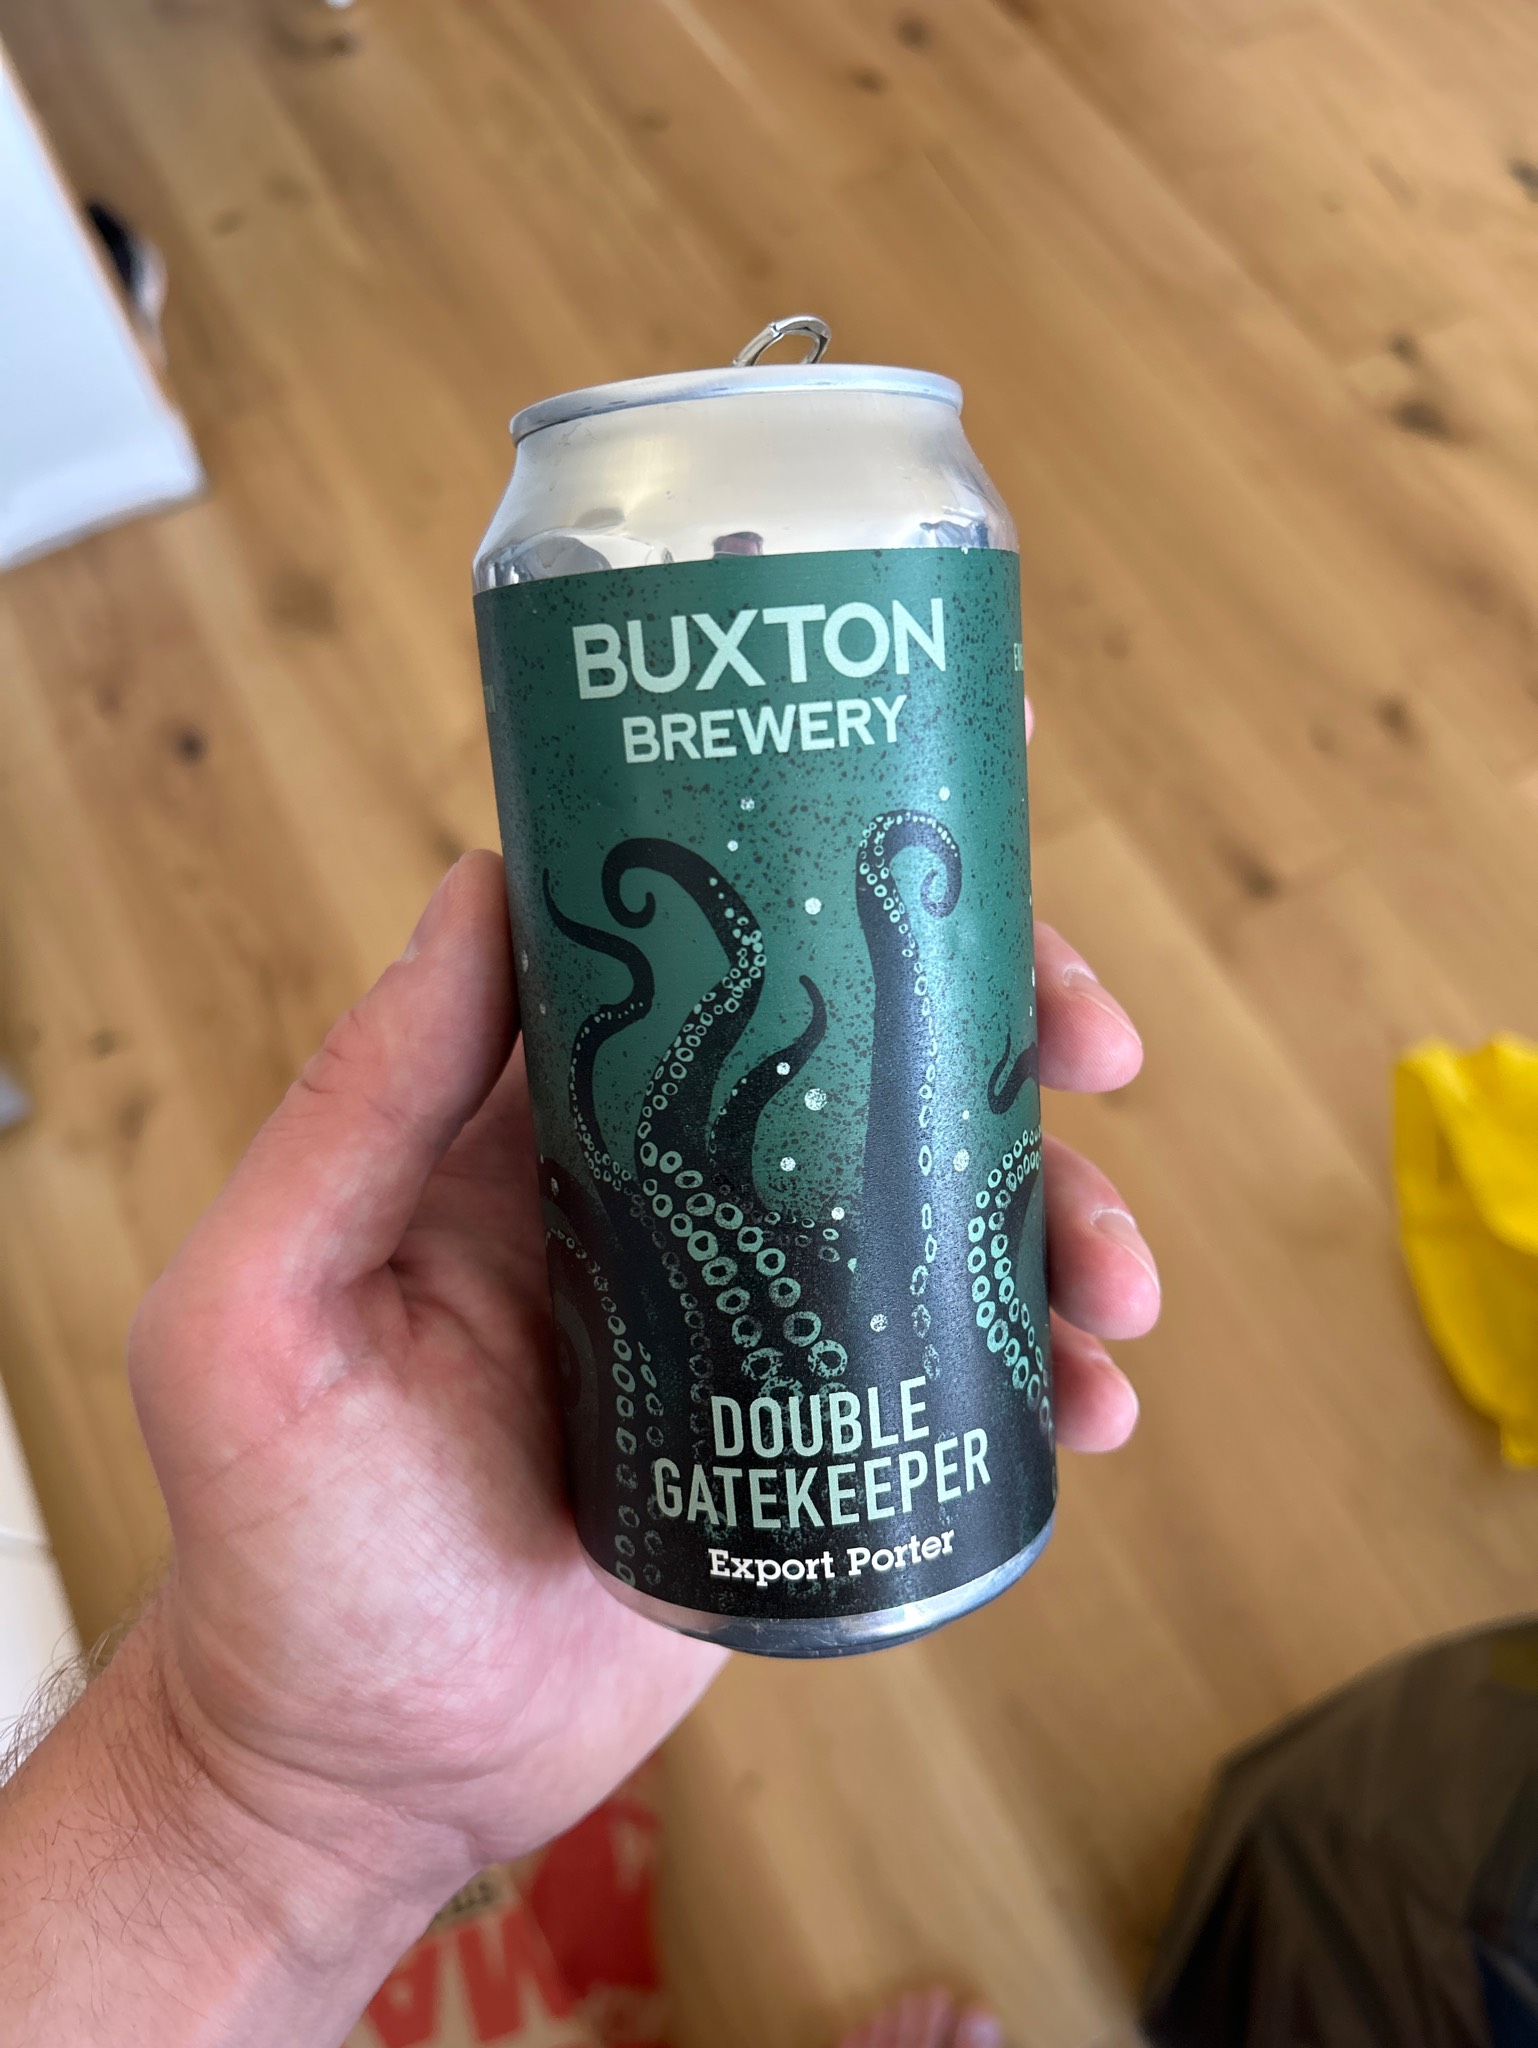 BUXTON
BREWERY
DOUBLE
GATEKEEPER
Export Porter